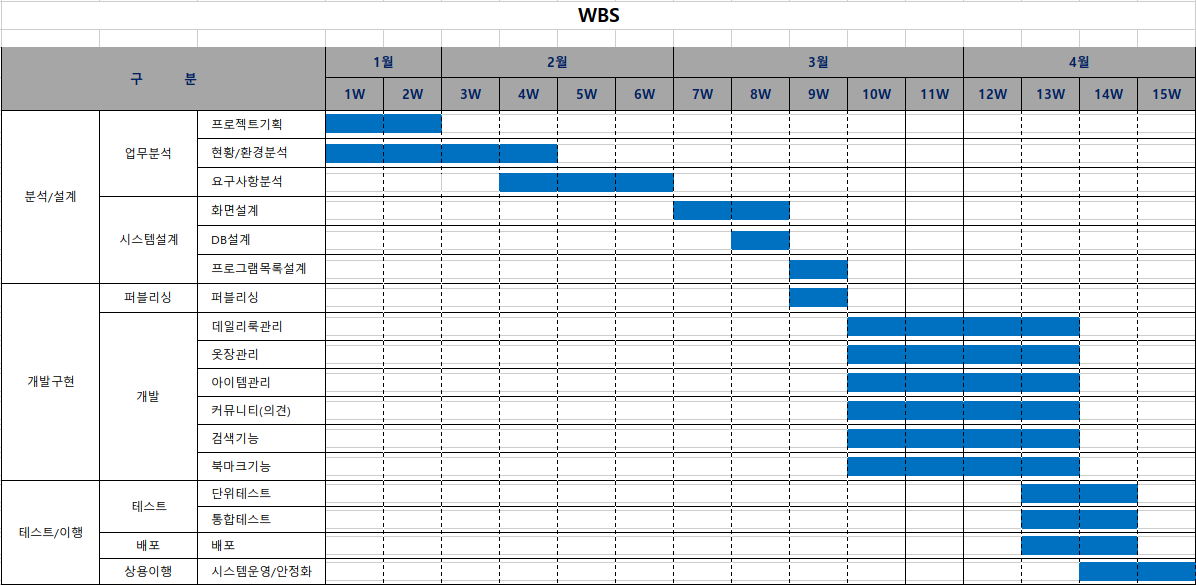 WBS
구 분
1월 2월 3월 4월
1W 2W 3W 4W 5W 6W 7W 8W 9W 10W 11W 12W 13W 14W 15W
분석/설계
업무분석
프로젝트기획
현황/환경분석
요구사항분석
시스템설계
화면설계
DB설계
프로그램목록설계
개발구현
퍼블리싱
퍼블리싱
개발
데일리룩관리
옷장관리
아이템관리
커뮤니티(의견)
검색기능
북마크기능
테스트/이행
테스트
단위테스트
통합테스트
배포
배포
상용이행
시스템운영/안정화